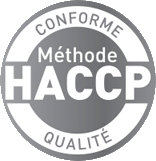 CONFORME
Méthode
HACCP
QUALITÉ